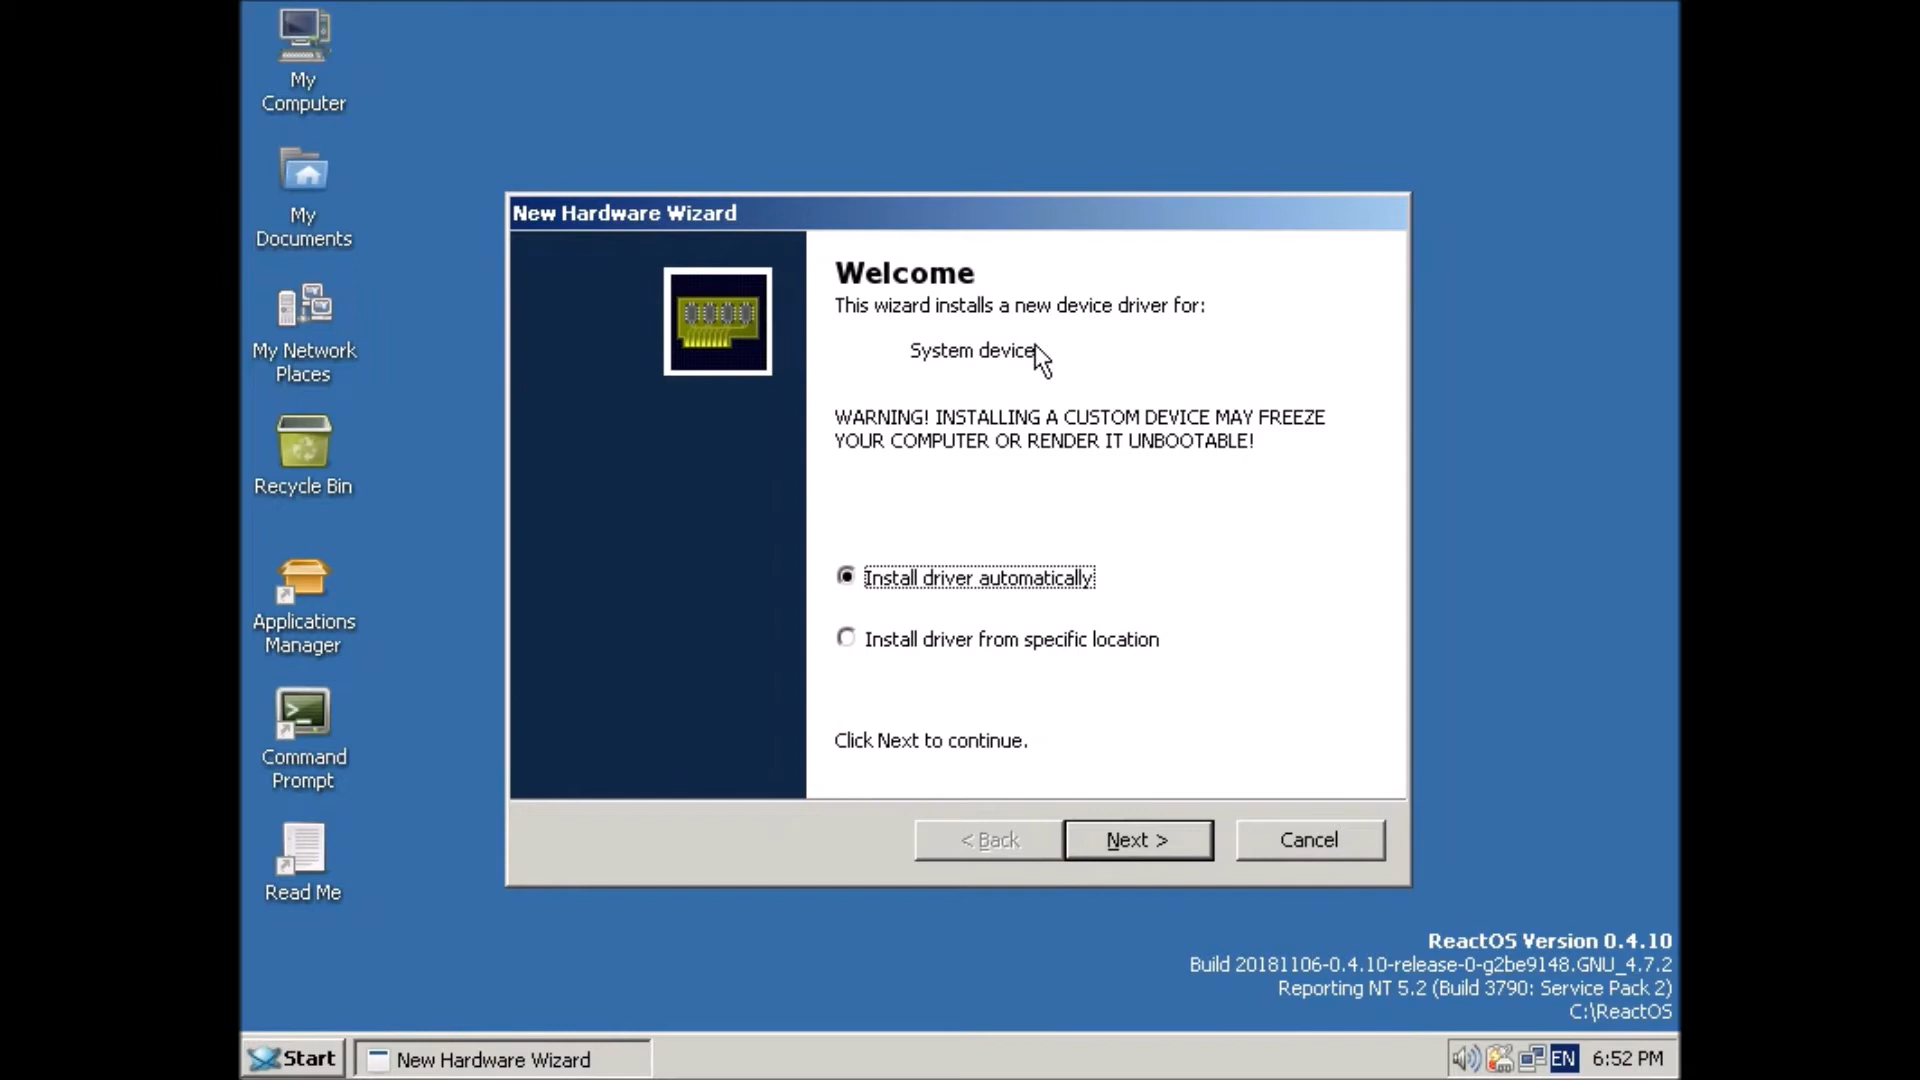 My
Computer
My
Documents
My Network
Places
Recycle Bin
Applications
Manager
Command
Prompt
Read Me
New Hardware Wizard
Welcome
This wizard installs a new device driver for:
System device
WARNING! INSTALLING A CUSTOM DEVICE MAY FREEZE
YOUR COMPUTER OR RENDER IT UNBOOTABLE!
Install driver automatically
Install driver from specific location
Click Next to continue.
< Back
Next >
Cancel
ReactOS Version 0.4.10
Build 20181106-0.4.10-release-0-g2be9148.GNU_4.7.2
Reporting NT 5.2 (Build 3790: Service Pack 2)
C:\ReactOS
Start
New Hardware Wizard
EN
6:52 PM